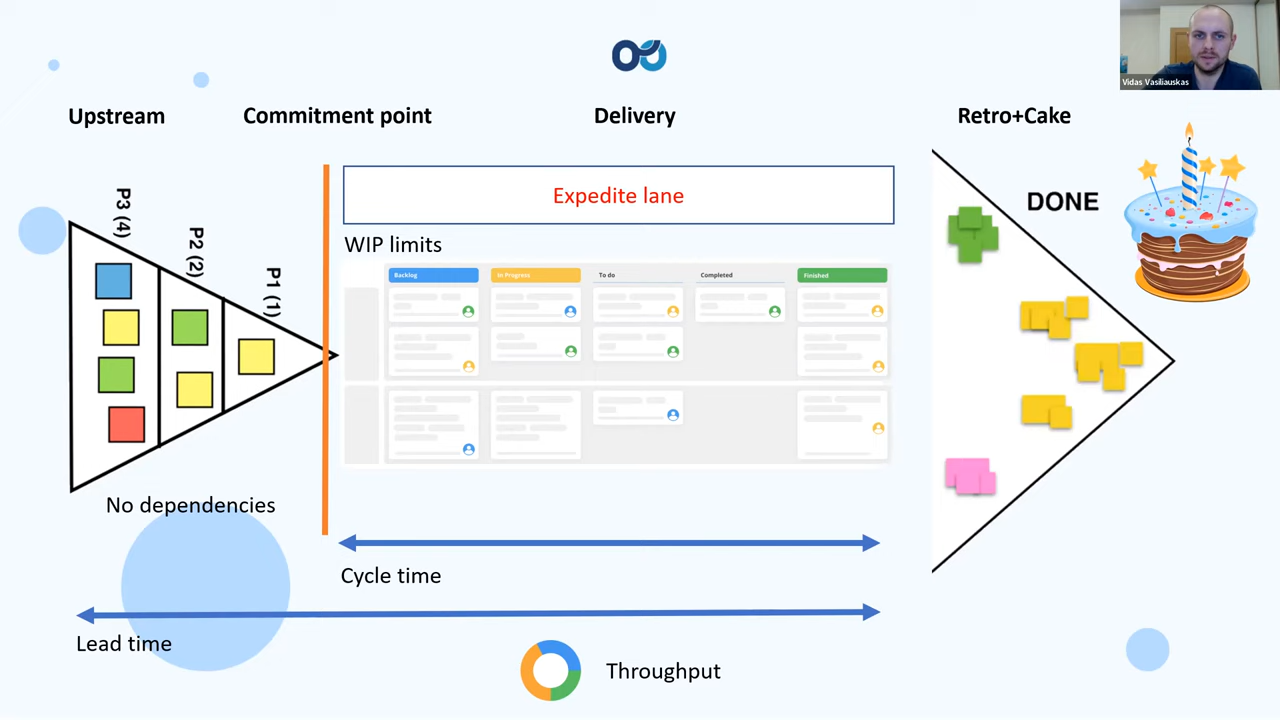 Vidas Vasiliauskas
Upstream
Commitment point
Delivery
Retro+Cake
P3 (4)
P2 (2)
P1 (1)
Expedite lane
DONE
WIP limits
Backlog
In Progress
To do
Completed
Finished
No dependencies
Cycle time
Lead time
Throughput